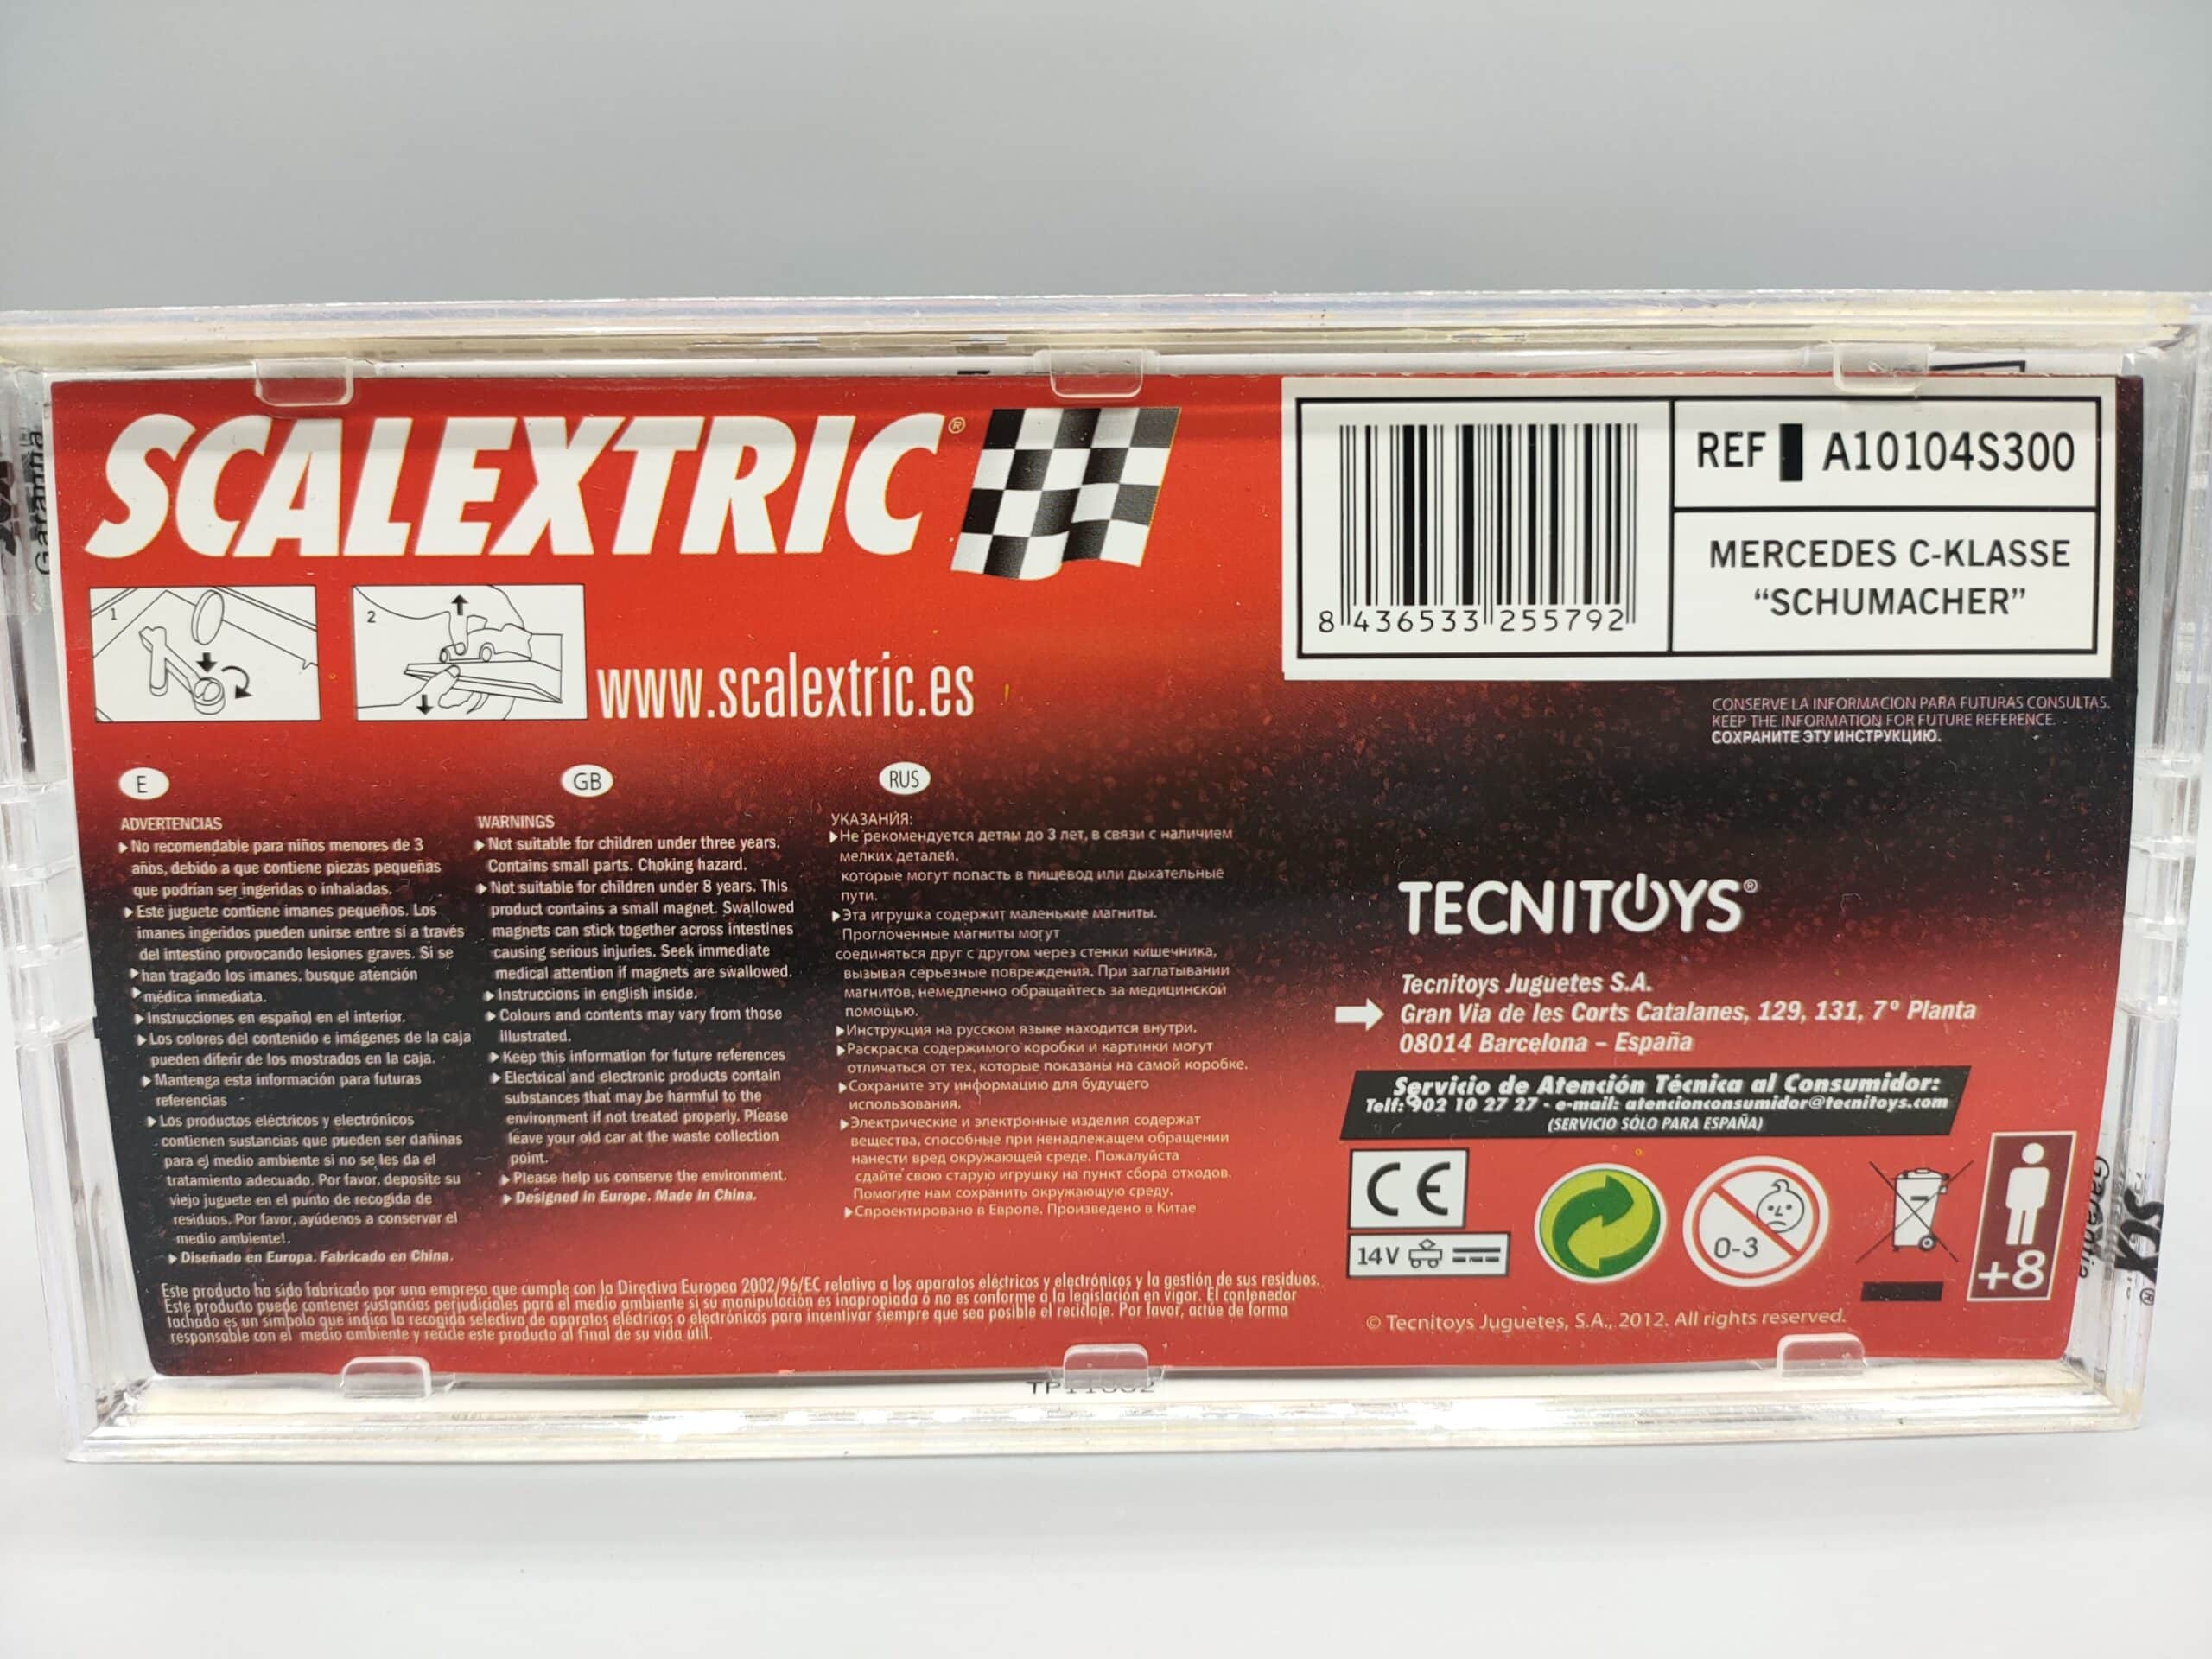 SCALEXTRIC®
1
2
www.scalextric.es
8 436533 255792
REF A10104S300
MERCEDES C-KLASSE
“SCHUMACHER”
CONSERVE LA INFORMACION PARA FUTURAS CONSULTAS.
KEEP THE INFORMATION FOR FUTURE REFERENCE.
СОХРАНИТЕ ЭТУ ИНСТРУКЦИЮ.
E
ADVERTENCIAS
No recomendable para niños menores de 3
años, debido a que contiene piezas pequeñas
que podrían ser ingeridas o inhaladas.
Este juguete contiene imanes pequeños. Los
imanes ingeridos pueden unirse entre sí a través
del intestino provocando lesiones graves. Si se
han tragado los imanes, busque atención
médica inmediata.
Instrucciones en español en el interior.
Los colores del contenido e imágenes de la caja
pueden diferir de los mostrados en la caja.
Mantenga esta información para futuras
referencias
Los productos eléctricos y electrónicos
contienen sustancias que pueden ser dañinas
para el medio ambiente si no se les da el
tratamiento adecuado. Por favor, deposite su
viejo juguete en el punto de recogida de
residuos. Por favor, ayúdenos a conservar el
medio ambiente!.
Diseñado en Europa. Fabricado en China.
GB
WARNINGS
Not suitable for children under three years.
Contains small parts. Choking hazard.
Not suitable for children under 8 years. This
product contains a small magnet. Swallowed
magnets can stick together across intestines
causing serious injuries. Seek immediate
medical attention if magnets are swallowed.
Instruccions in english inside.
Colours and contents may vary from those
illustrated.
Keep this information for future references
Electrical and electronic products contain
substances that may be harmful to the
environment if not treated properly. Please
leave your old car at the waste collection
point.
Please help us conserve the environment.
Designed in Europe. Made in China.
RUS
УКАЗАНИЯ:
Не рекомендуется детям до 3 лет, в связи с наличием
мелких деталей,
которые могут попасть в пищевод или дыхательные
пути.
Эта игрушка содержит маленькие магниты.
Проглоченные магниты могут
соединяться друг с другом через стенки кишечника,
вызывая серьезные повреждения. При заглатывании
магнитов, немедленно обращайтесь за медицинской
помощью.
Инструкция на русском языке находится внутри.
Раскраска содержимого коробки и картинки могут
отличаться от тех, которые показаны на самой коробке.
Сохраните эту информацию для будущего
использования.
Электрические и электронные изделия содержат
вещества, способные при ненадлежащем обращении
нанести вред окружающей среде. Пожалуйста
сдайте свою старую игрушку на пункт сбора отходов.
Помогите нам сохранить окружающую среду.
Спроектировано в Европе. Произведено в Китае
Este producto ha sido fabricado por una empresa que cumple con la Directiva Europea 2002/96/EC relativa a los aparatos eléctricos y electrónicos y la gestión de sus residuos.
Este producto puede contener sustancias perjudiciales para el medio ambiente si su manipulación es inapropiada o no es conforme a la legislación en vigor. El contenedor
tachado es un símbolo que indica la recogida selectiva de aparatos eléctricos o electrónicos para incentivar siempre que sea posible el reciclaje. Por favor, actúe de forma
responsable con el medio ambiente y recicle este producto al final de su vida útil.
TECNITOYS®
Tecnitoys Juguetes S.A.
Gran Via de les Corts Catalanes, 129, 131, 7º Planta
08014 Barcelona – España
Servicio de Atención Técnica al Consumidor:
Telf: 902 10 27 27 - e-mail: atencionconsumidor@tecnitoys.com
(SERVICIO SÓLO PARA ESPAÑA)
CE
14V
0-3
+8
© Tecnitoys Juguetes, S.A., 2012. All rights reserved.
Garantia
SCX®
Garantia